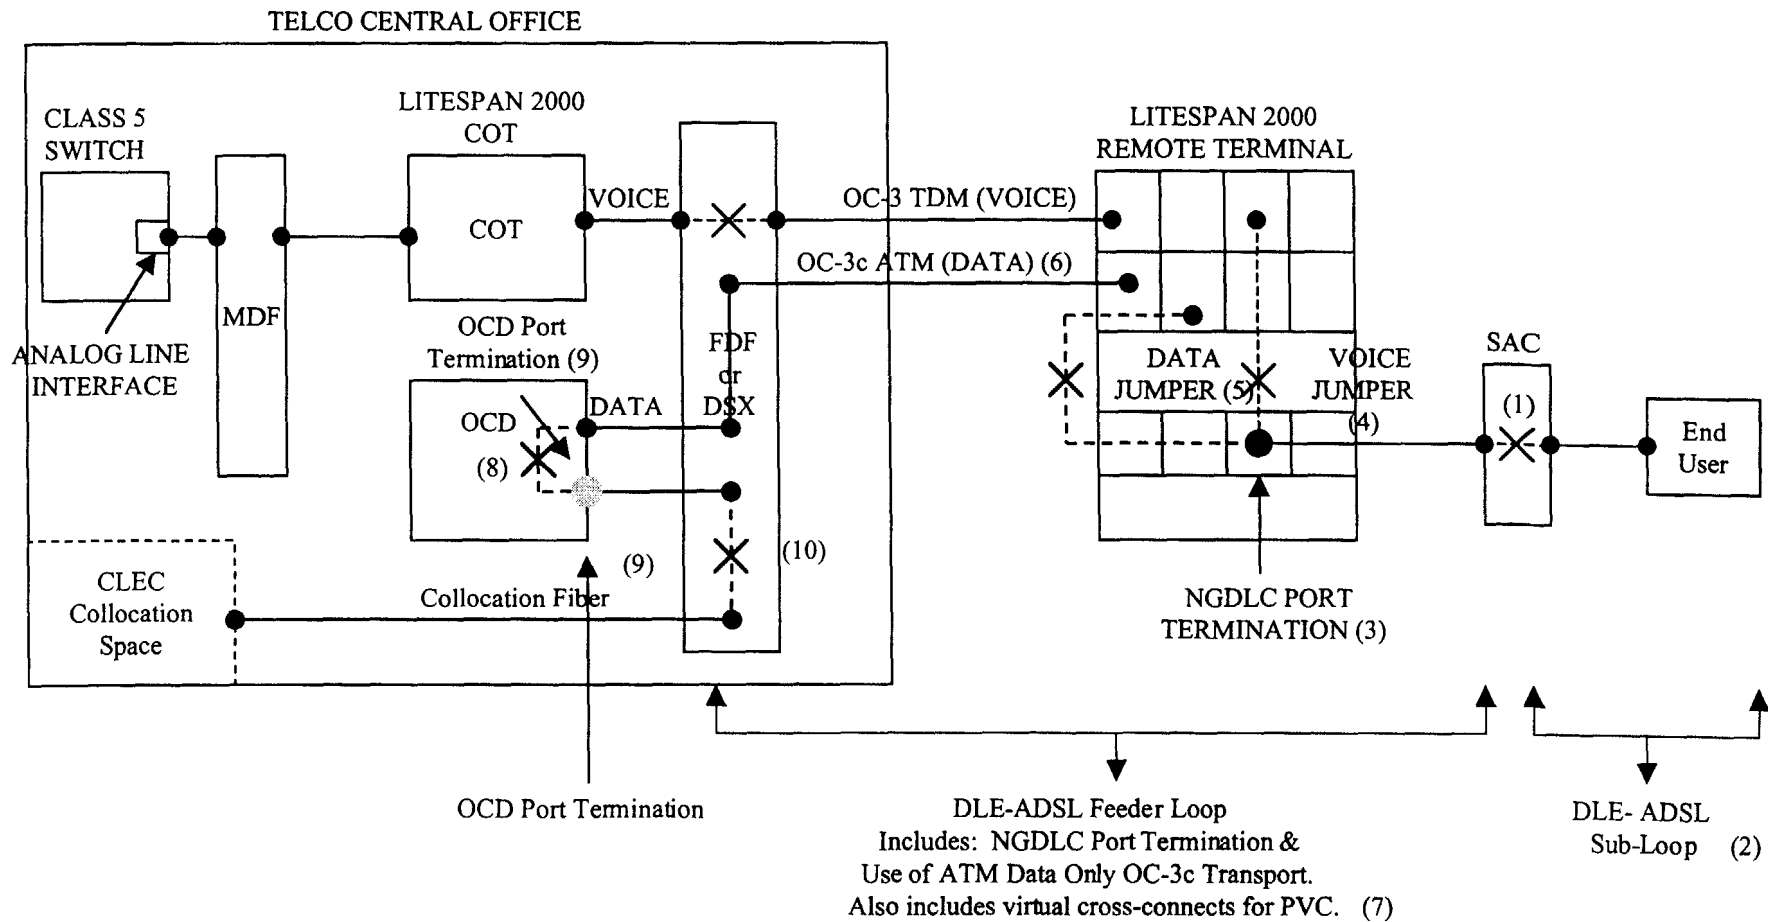 TELCO CENTRAL OFFICE
CLASS 5
SWITCH
LITESPAN 2000
COT
LITESPAN 2000
REMOTE TERMINAL
VOICE
OC-3 TDM (VOICE)
COT
OC-3c ATM (DATA) (6)
MDF
OCD Port
Termination (9)
FDF
or
DSX
ANALOG LINE
INTERFACE
DATA
JUMPER (5)
VOICE
JUMPER
(4)
SAC
(1)
OCD
(8)
DATA
End
User
(9)
(10)
CLEC
Collocation
Space
Collocation Fiber
NGDLC PORT
TERMINATION (3)
OCD Port Termination
DLE-ADSL Feeder Loop
Includes: NGDLC Port Termination &
Use of ATM Data Only OC-3c Transport.
Also includes virtual cross-connects for PVC. (7)
DLE- ADSL
Sub-Loop (2)